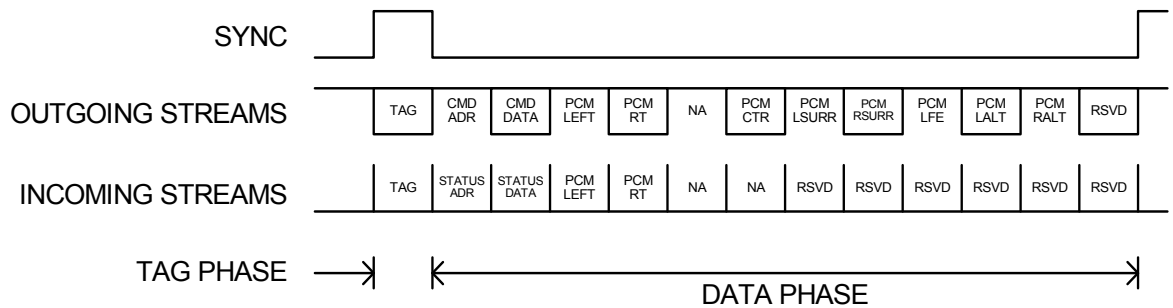 SYNC
OUTGOING STREAMS
TAG
CMD
ADR
CMD
DATA
PCM
LEFT
PCM
RT
NA
PCM
CTR
PCM
LSURR
PCM
RSURR
PCM
LFE
PCM
LALT
PCM
RALT
RSVD
INCOMING STREAMS
TAG
STATUS
ADR
STATUS
DATA
PCM
LEFT
PCM
RT
NA
NA
RSVD
RSVD
RSVD
RSVD
RSVD
RSVD
TAG PHASE
DATA PHASE